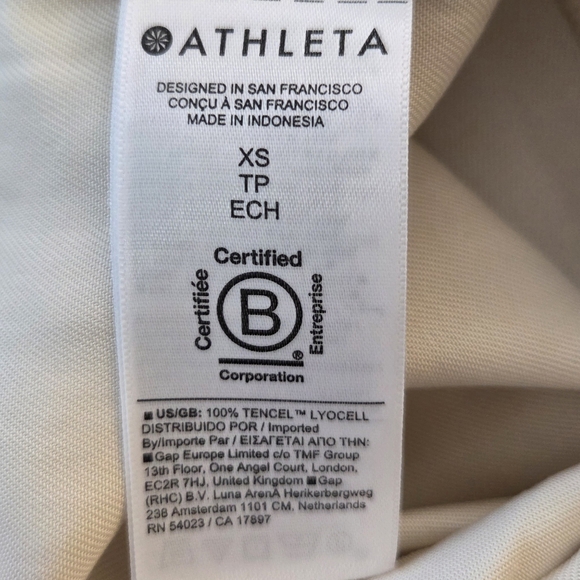 ATHLETA
DESIGNED IN SAN FRANCISCO
CONÇU À SAN FRANCISCO
MADE IN INDONESIA
XS
TP
ECH
Certified
Certifiée
B
Entreprise
®
Corporation
US/GB: 100% TENCEL™ LYOCELL
DISTRIBUIDO POR / Imported
By/Importe Par / ΕΙΣΑΓΕΤΑΙ ΑΠΟ ΤΗΝ:
Gap Europe Limited c/o TMF Group
13th Floor, One Angel Court, London,
EC2R 7HJ, United Kingdom Gap
(RHC) B.V. Luna ArenA Herikerbergweg
238 Amsterdam 1101 CM. Netherlands
RN 54023 / CA 17897